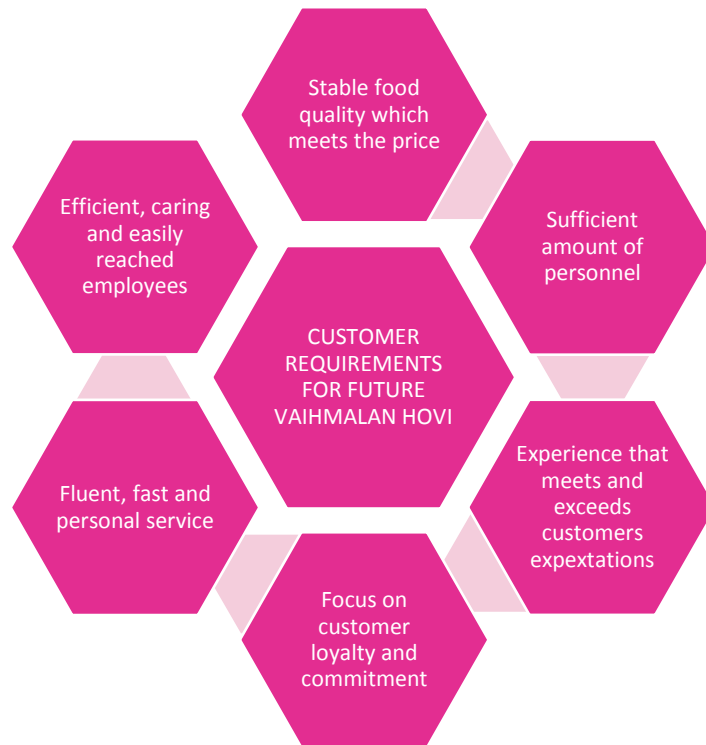 Stable food
quality which
meets the price
Sufficient
amount of
personnel
Experience that
meets and
exceeds
customers
expextations
Focus on
customer
loyalty and
commitment
Fluent, fast and
personal service
Efficient, caring
and easily
reached
employees
CUSTOMER
REQUIREMENTS
FOR FUTURE
VAIHMALAN HOVI